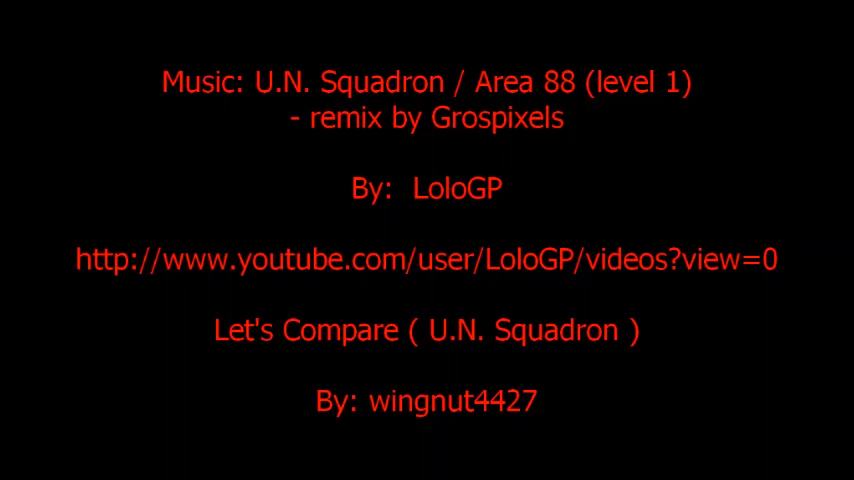 Music: U.N. Squadron / Area 88 (level 1)
- remix by Grospixels
By:  LoloGP
http://www.youtube.com/user/LoloGP/videos?view=0
Let's Compare ( U.N. Squadron )
By: wingnut4427